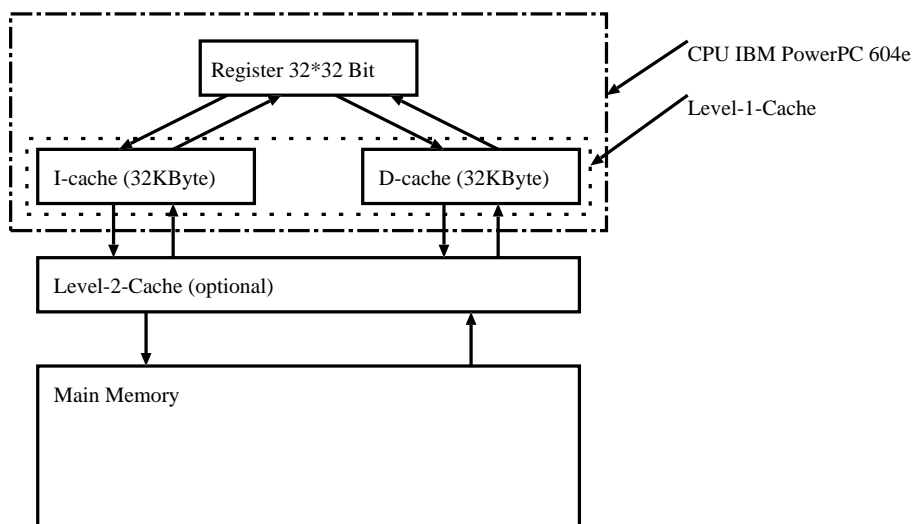 CPU IBM PowerPC 604e
Register 32*32 Bit
Level-1-Cache
I-cache (32KByte)
D-cache (32KByte)
Level-2-Cache (optional)
Main Memory